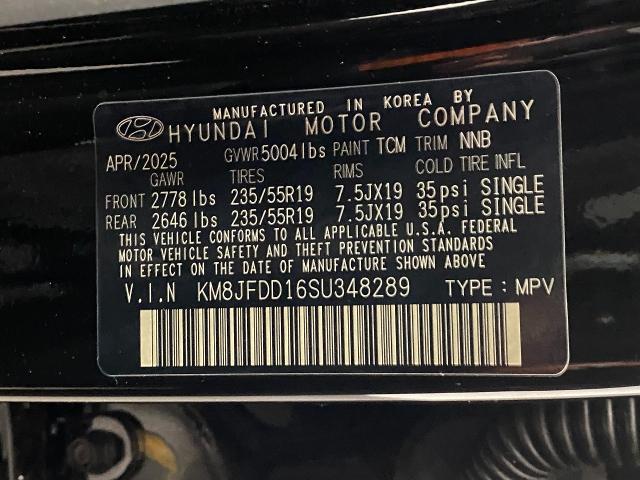 MANUFACTURED IN KOREA BY
HYUNDAI MOTOR COMPANY
APR/2025 GVWR 5004 lbs PAINT TCM TRIM NNB
GAWR TIRES RIMS COLD TIRE INFL
FRONT 2778 lbs 235/55R19 7.5JX19 35psi SINGLE
REAR 2646 lbs 235/55R19 7.5JX19 35psi SINGLE
THIS VEHICLE CONFORMS TO ALL APPLICABLE U.S.A. FEDERAL
MOTOR VEHICLE SAFETY AND THEFT PREVENTION STANDARDS
IN EFFECT ON THE DATE OF MANUFACTURE SHOWN ABOVE
V.I.N KM8JFDD16SU348289 TYPE : MPV